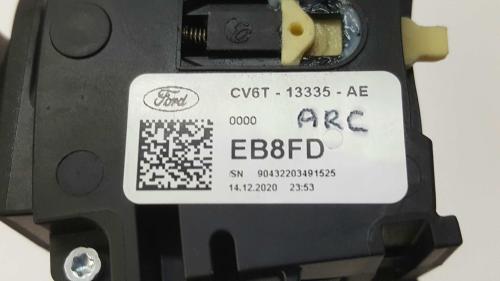 Ford
CV6T - 13335 - AE
0000 ARC
EB8FD
/SN 90432203491525
14.12.2020 23:53